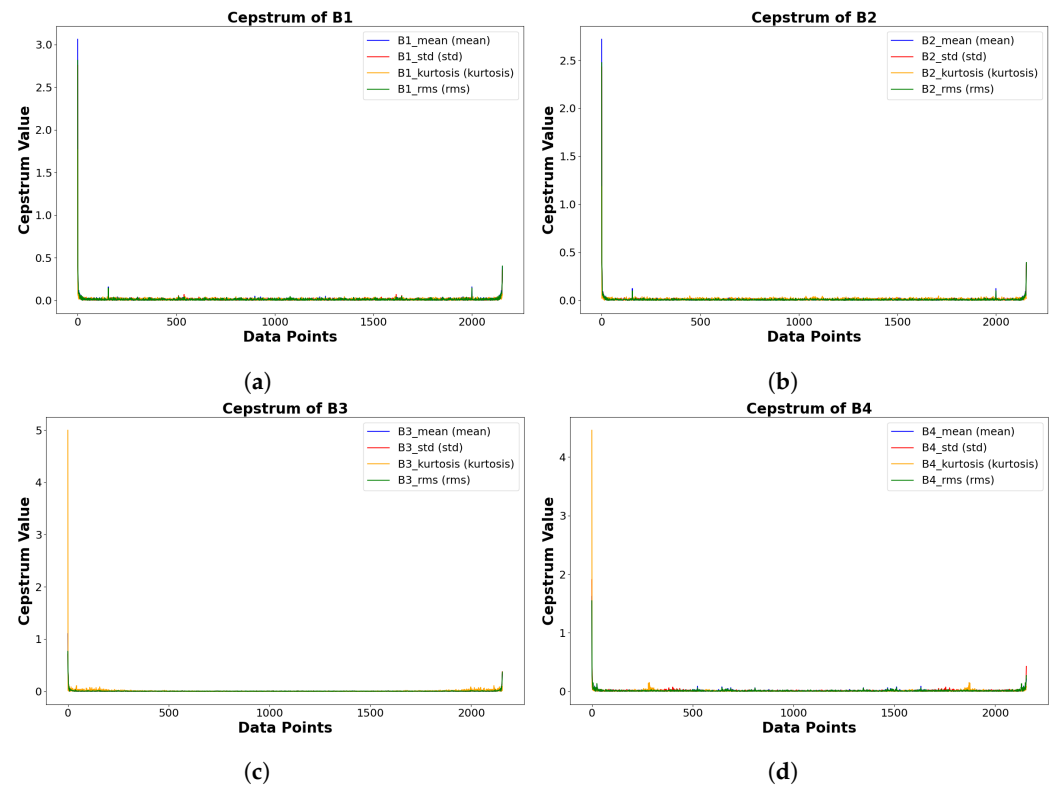 Cepstrum of B1
B1_mean (mean)
B1_std (std)
B1_kurtosis (kurtosis)
B1_rms (rms)
Cepstrum Value
3.0
2.5
2.0
1.5
1.0
0.5
0.0
0 500 1000 1500 2000
Data Points
(a)
Cepstrum of B2
B2_mean (mean)
B2_std (std)
B2_kurtosis (kurtosis)
B2_rms (rms)
Cepstrum Value
2.5
2.0
1.5
1.0
0.5
0.0
0 500 1000 1500 2000
Data Points
(b)
Cepstrum of B3
B3_mean (mean)
B3_std (std)
B3_kurtosis (kurtosis)
B3_rms (rms)
Cepstrum Value
5
4
3
2
1
0
0 500 1000 1500 2000
Data Points
(c)
Cepstrum of B4
B4_mean (mean)
B4_std (std)
B4_kurtosis (kurtosis)
B4_rms (rms)
Cepstrum Value
4
3
2
1
0
0 500 1000 1500 2000
Data Points
(d)